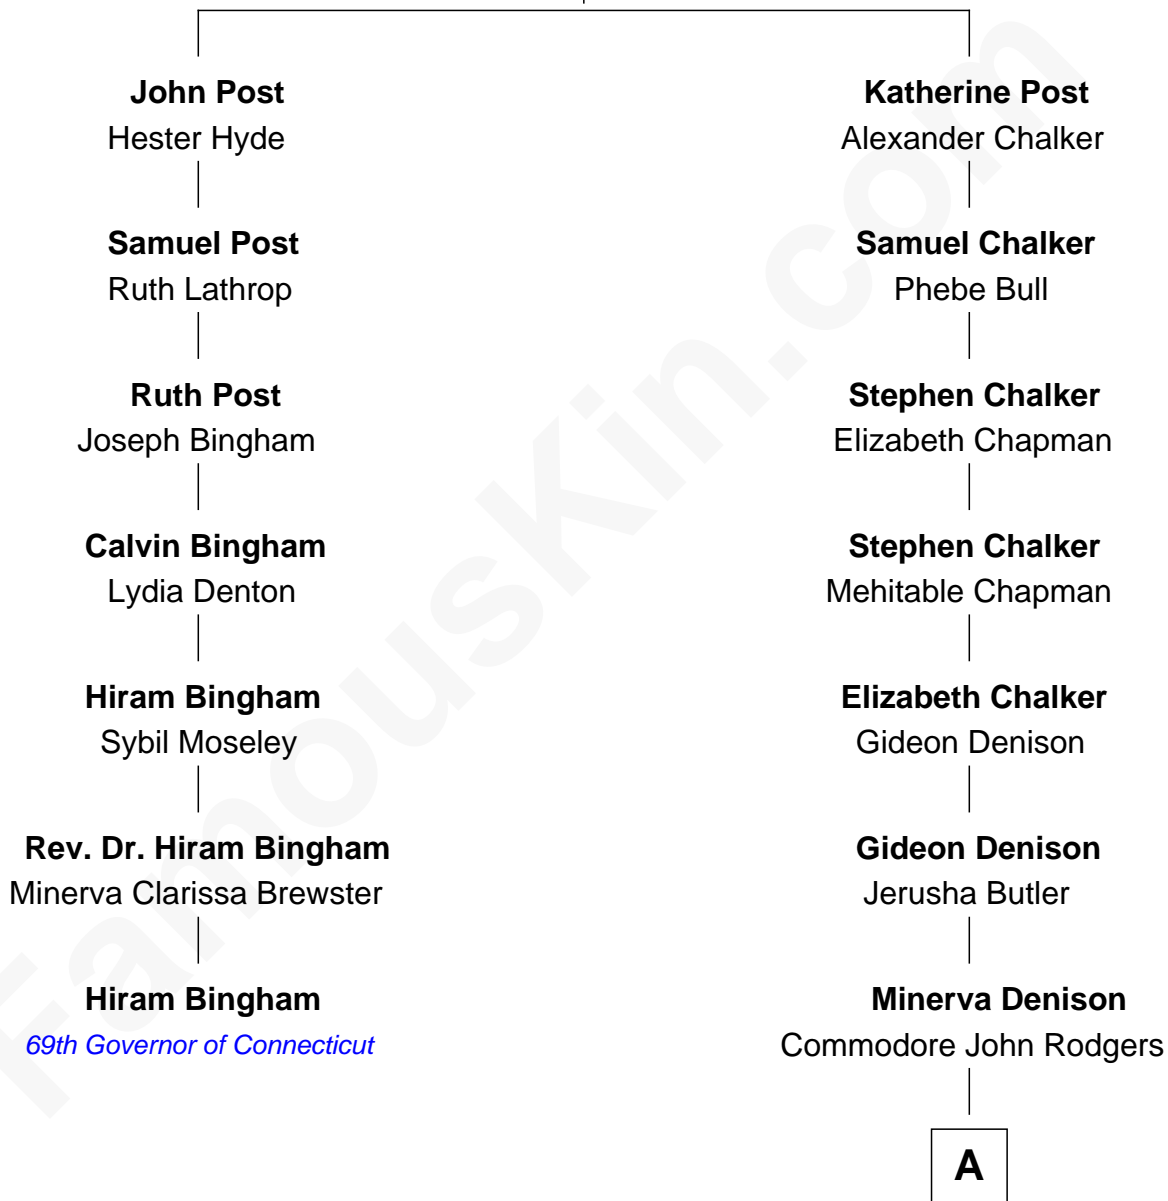 John Post
Hester Hyde
Samuel Post
Ruth Lathrop
Ruth Post
Joseph Bingham
Calvin Bingham
Lydia Denton
Hiram Bingham
Sybil Moseley
Rev. Dr. Hiram Bingham
Minerva Clarissa Brewster
Hiram Bingham
69th Governor of Connecticut
Katherine Post
Alexander Chalker
Samuel Chalker
Phebe Bull
Stephen Chalker
Elizabeth Chapman
Stephen Chalker
Mehitable Chapman
Elizabeth Chalker
Gideon Denison
Gideon Denison
Jerusha Butler
Minerva Denison
Commodore John Rodgers
A
FamousKin.com